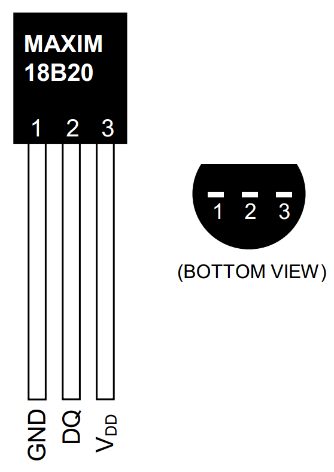 MAXIM
18B20
1 2 3
GND DQ VDD
1 2 3
(BOTTOM VIEW)